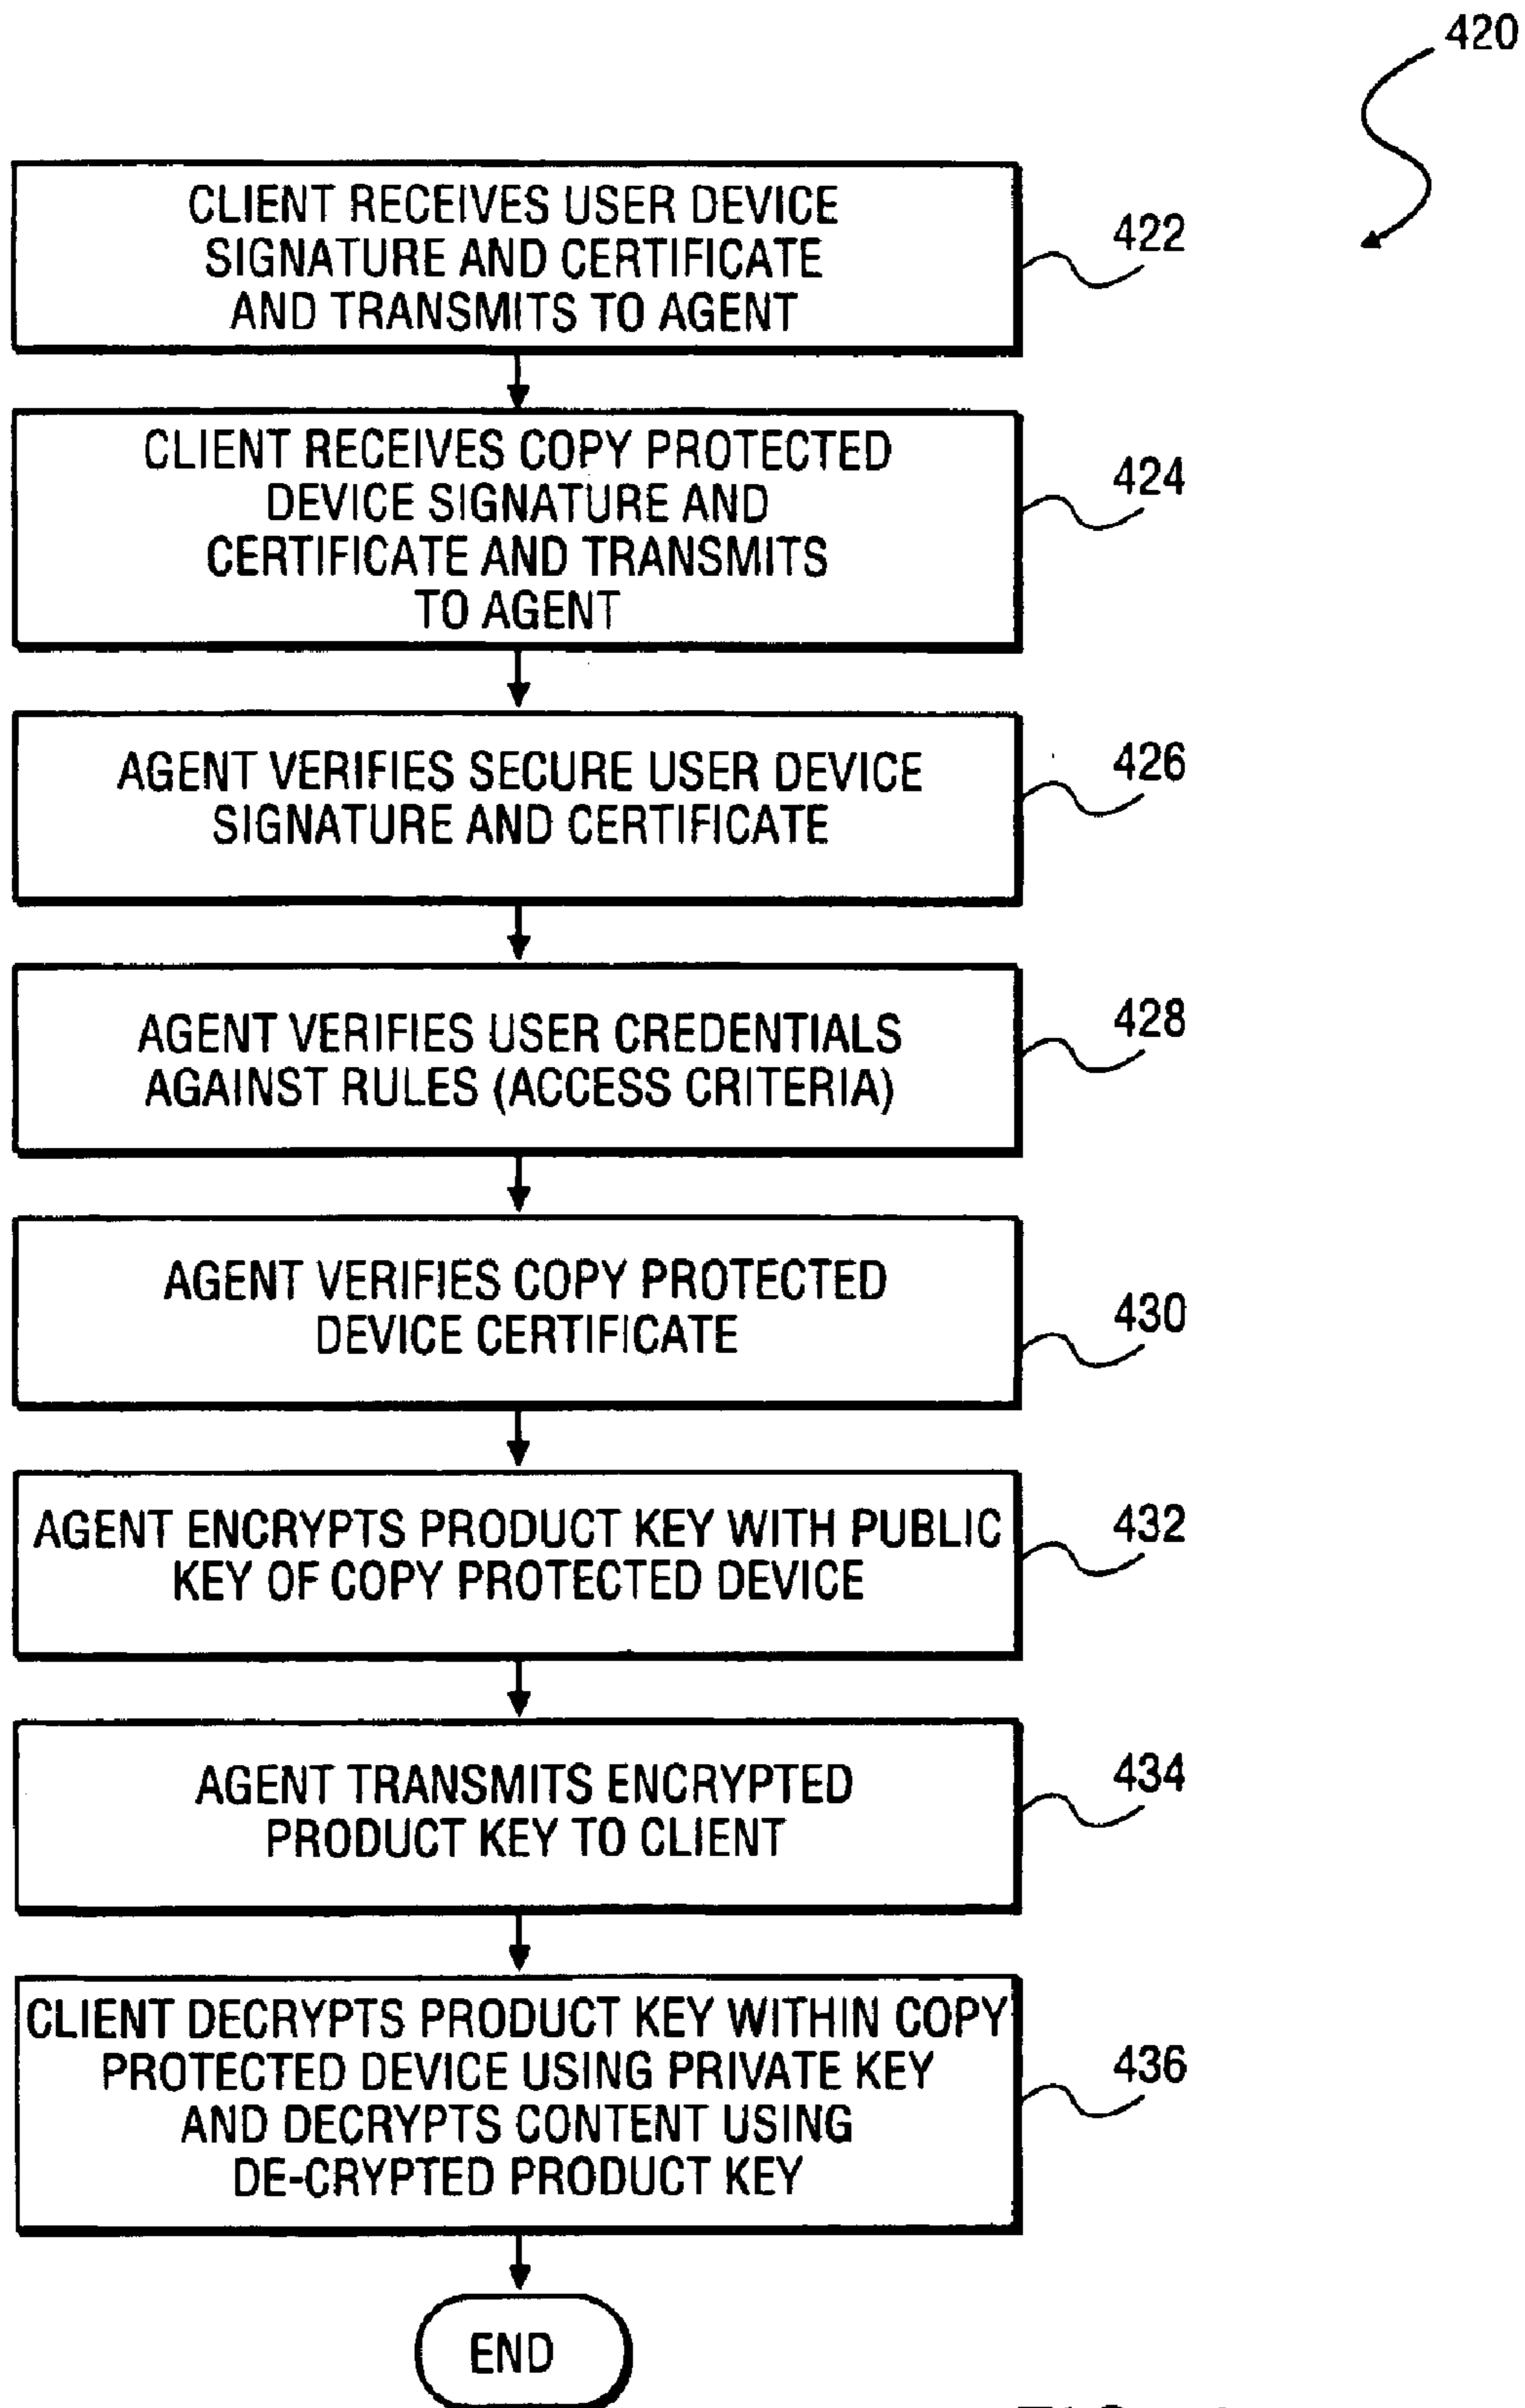 420
CLIENT RECEIVES USER DEVICE
SIGNATURE AND CERTIFICATE
AND TRANSMITS TO AGENT
422
CLIENT RECEIVES COPY PROTECTED
DEVICE SIGNATURE AND
CERTIFICATE AND TRANSMITS
TO AGENT
424
AGENT VERIFIES SECURE USER DEVICE
SIGNATURE AND CERTIFICATE
426
AGENT VERIFIES USER CREDENTIALS
AGAINST RULES (ACCESS CRITERIA)
428
AGENT VERIFIES COPY PROTECTED
DEVICE CERTIFICATE
430
AGENT ENCRYPTS PRODUCT KEY WITH PUBLIC
KEY OF COPY PROTECTED DEVICE
432
AGENT TRANSMITS ENCRYPTED
PRODUCT KEY TO CLIENT
434
CLIENT DECRYPTS PRODUCT KEY WITHIN COPY
PROTECTED DEVICE USING PRIVATE KEY
AND DECRYPTS CONTENT USING
DE-CRYPTED PRODUCT KEY
436
END